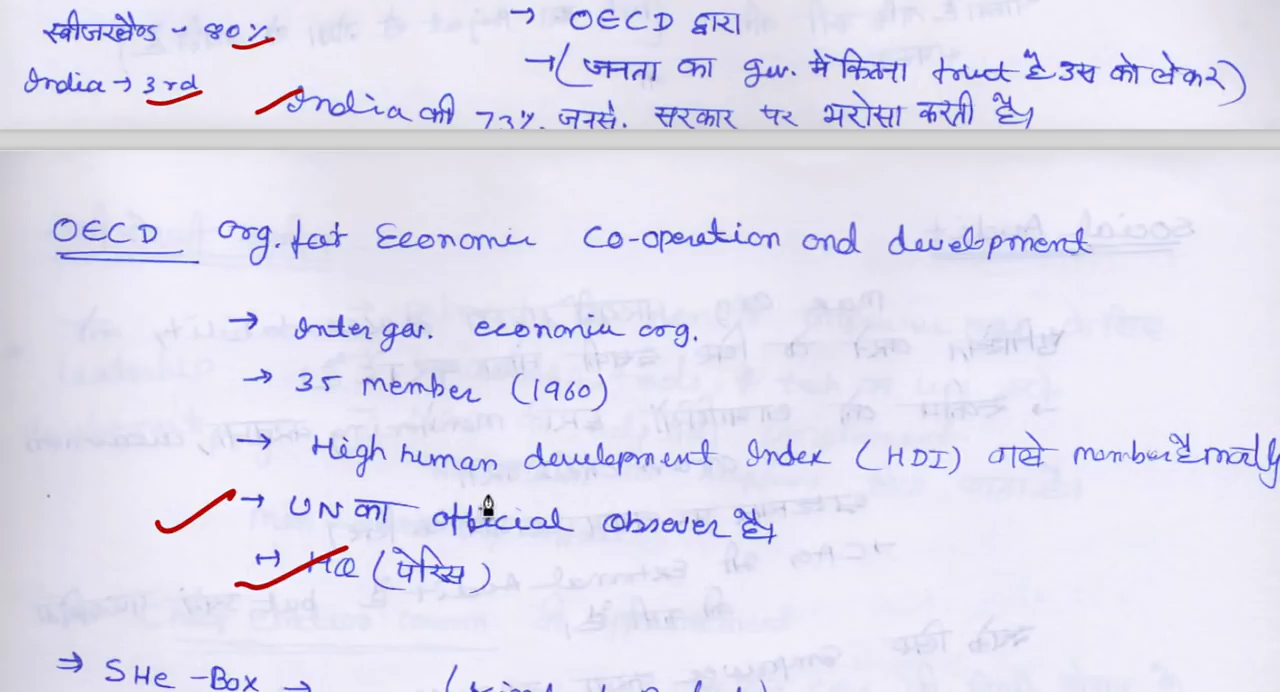 स्वीजरलैण्ड - 80%
→ OECD द्वारा
→ ( जनता का gov. में कितना trust है उस को लेकर)
India → 3rd
India की 73% जनसं. सरकार पर भरोसा करती है।
OECD org. for Economic Co-operation and development
→ Inter gov. economic org.
→ 35 member (1960)
→ High human development Index (HDI) वाले member है mostly
→ UN का official observer है।
→ HQ (पेरिस)
⇒ SHe - Box →